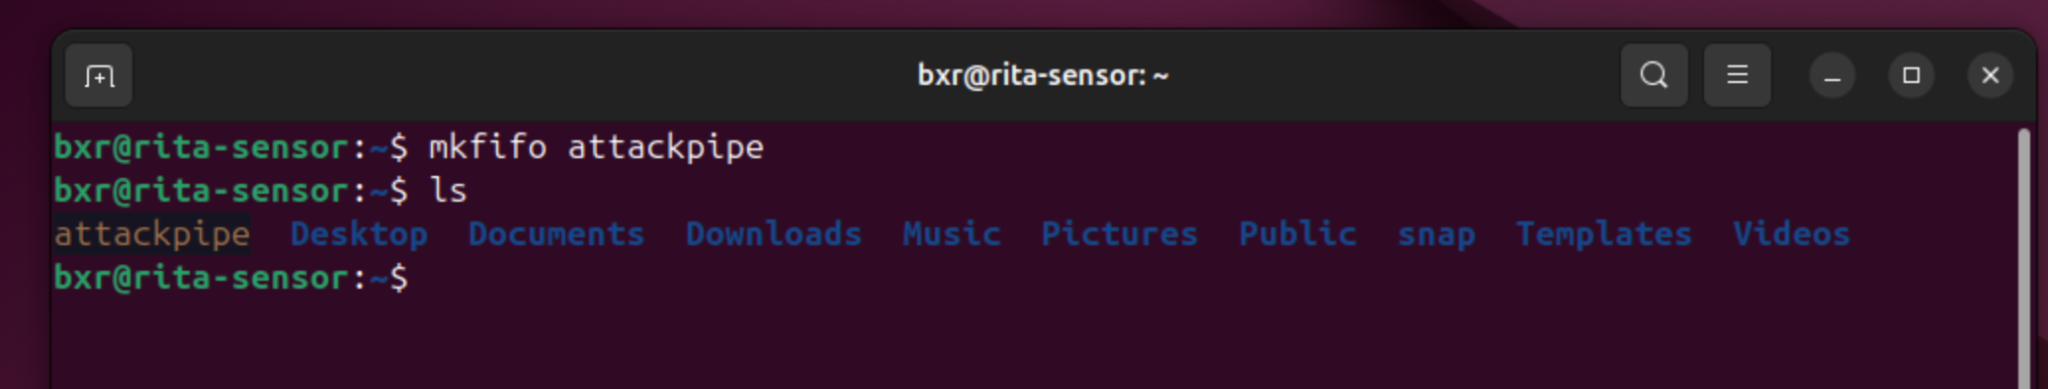 bxr@rita-sensor: ~
bxr@rita-sensor:~$ mkfifo attackpipe
bxr@rita-sensor:~$ ls
attackpipe  Desktop  Documents  Downloads  Music  Pictures  Public  snap  Templates  Videos
bxr@rita-sensor:~$